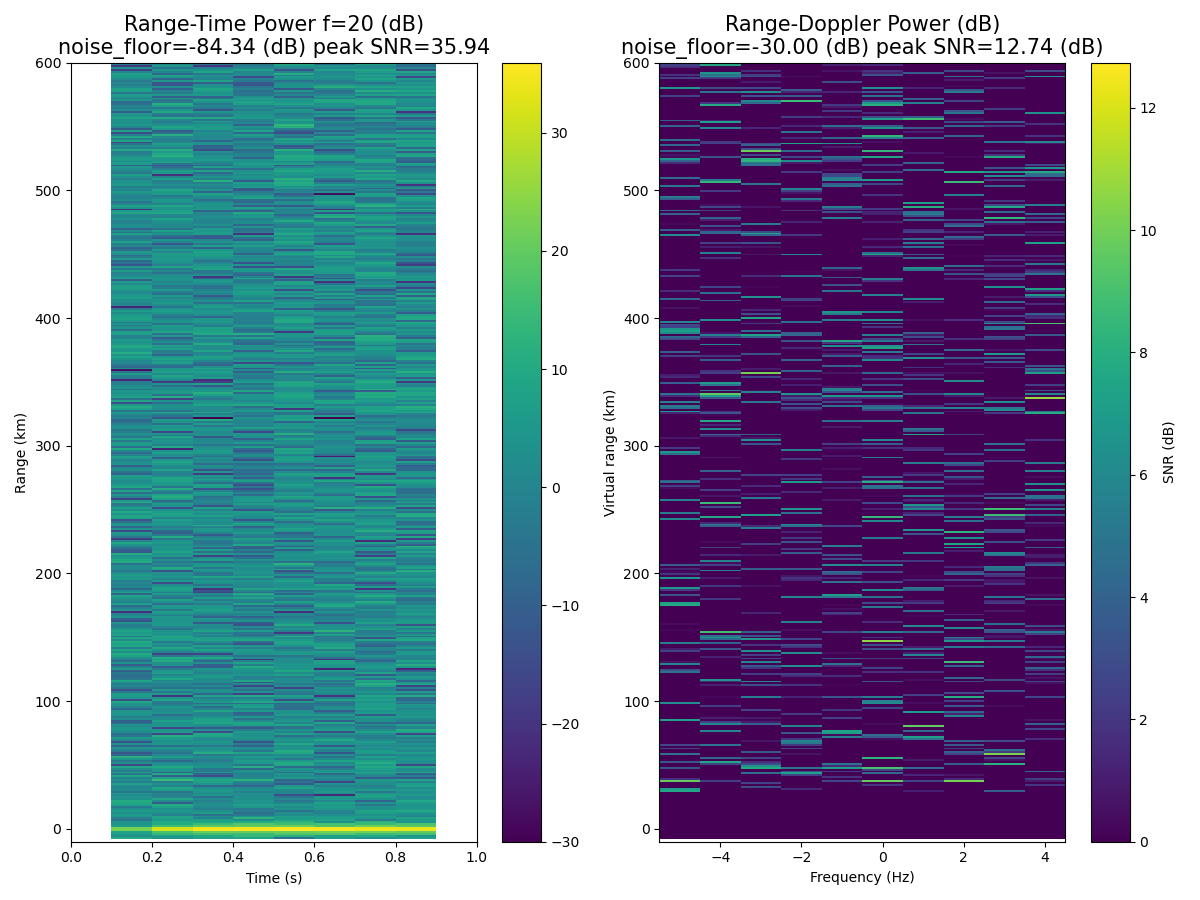 Range-Time Power f=20 (dB)
noise_floor=-84.34 (dB) peak SNR=35.94
Range (km)
600
500
400
300
200
100
0
0.0 0.2 0.4 0.6 0.8 1.0
Time (s)
30
20
10
0
−10
−20
−30
Range-Doppler Power (dB)
noise_floor=-30.00 (dB) peak SNR=12.74 (dB)
Virtual range (km)
600
500
400
300
200
100
0
−4 −2 0 2 4
Frequency (Hz)
12
10
8
6
4
2
0
SNR (dB)